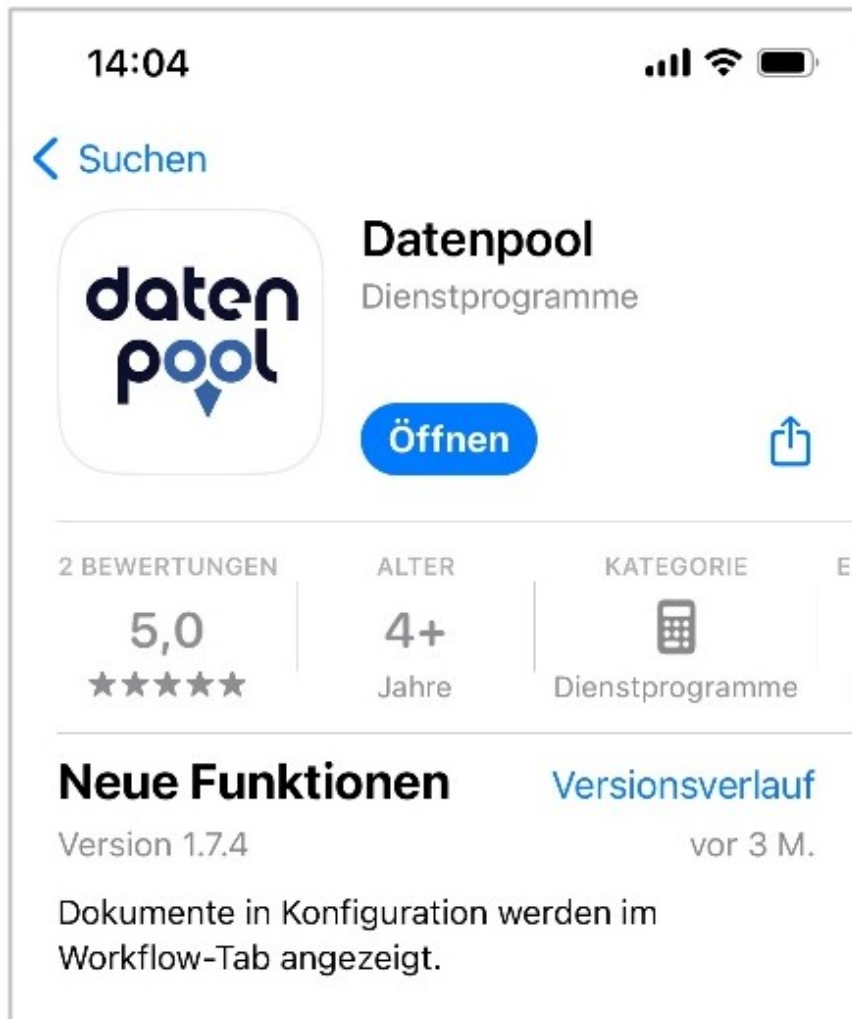 14:04
Suchen
daten
pool
Datenpool
Dienstprogramme
Öffnen
2 BEWERTUNGEN ALTER KATEGORIE E
5,0 4+
Jahre Dienstprogramme
Neue Funktionen Versionsverlauf
Version 1.7.4 vor 3 M.
Dokumente in Konfiguration werden im
Workflow-Tab angezeigt.